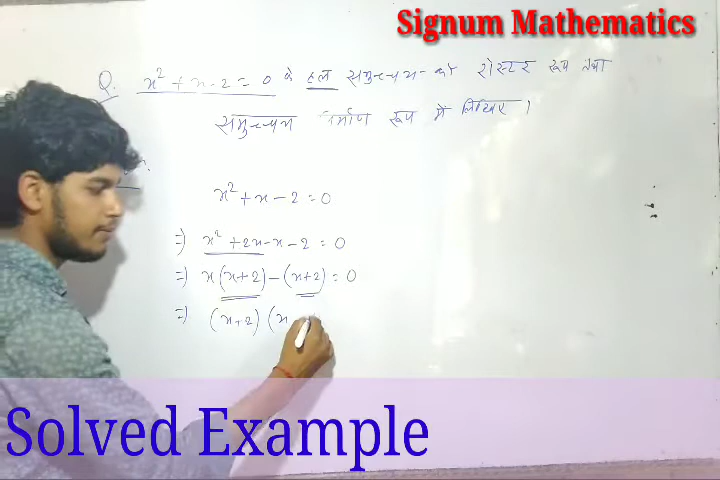 Signum Mathematics
Q. x² + x - 2 = 0 के हल समुच्चय को रोस्टर रूप तथा
समुच्चय निर्माण रूप में लिखिए।
x² + x - 2 = 0
⇒) x² + 2x - x - 2 = 0
⇒) x (x+2) - (x+2) = 0
⇒) (x+2) (x
Solved Example